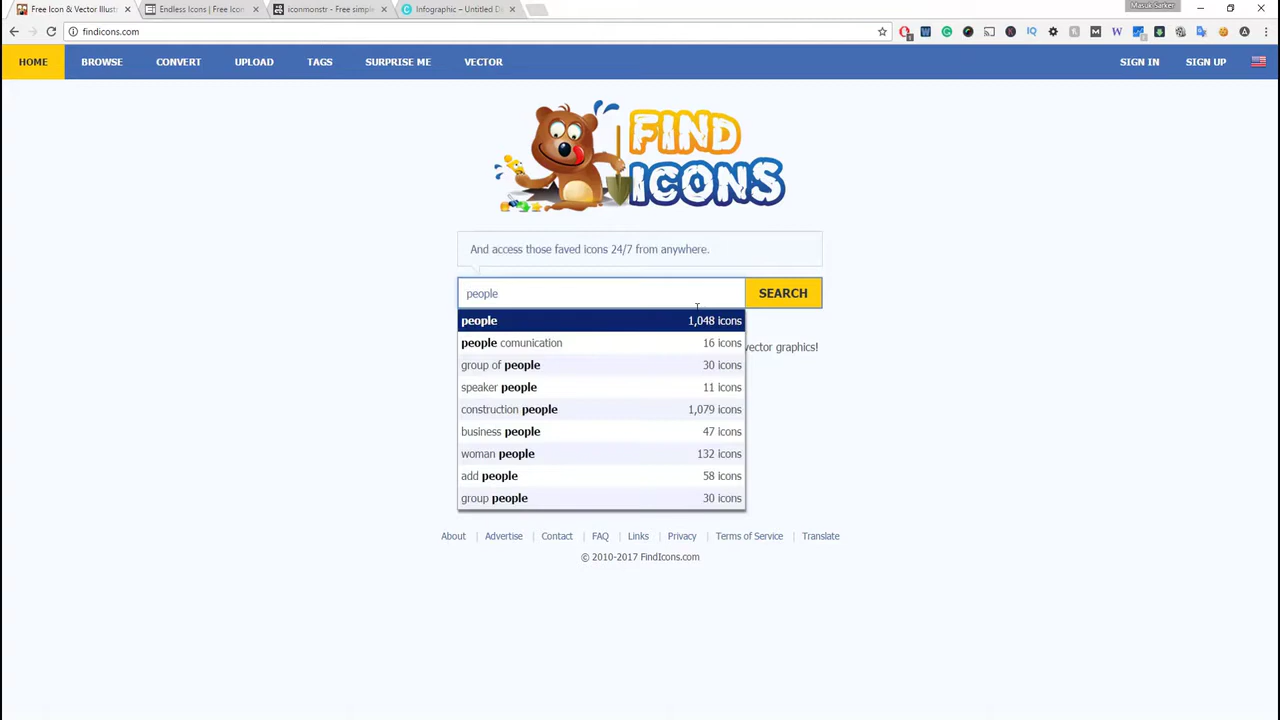 Free Icon & Vector Illust
Endless Icons | Free Icon
iconmonstr - Free simple
Infographic – Untitled D
Masuk Sarker
findicons.com
HOME
BROWSE
CONVERT
UPLOAD
TAGS
SURPRISE ME
VECTOR
SIGN IN
SIGN UP
FIND
ICONS
And access those faved icons 24/7 from anywhere.
people
SEARCH
people 1,048 icons
people comunication 16 icons
vector graphics!
group of people 30 icons
speaker people 11 icons
construction people 1,079 icons
business people 47 icons
woman people 132 icons
add people 58 icons
group people 30 icons
About | Advertise | Contact | FAQ | Links | Privacy | Terms of Service | Translate
© 2010-2017 FindIcons.com